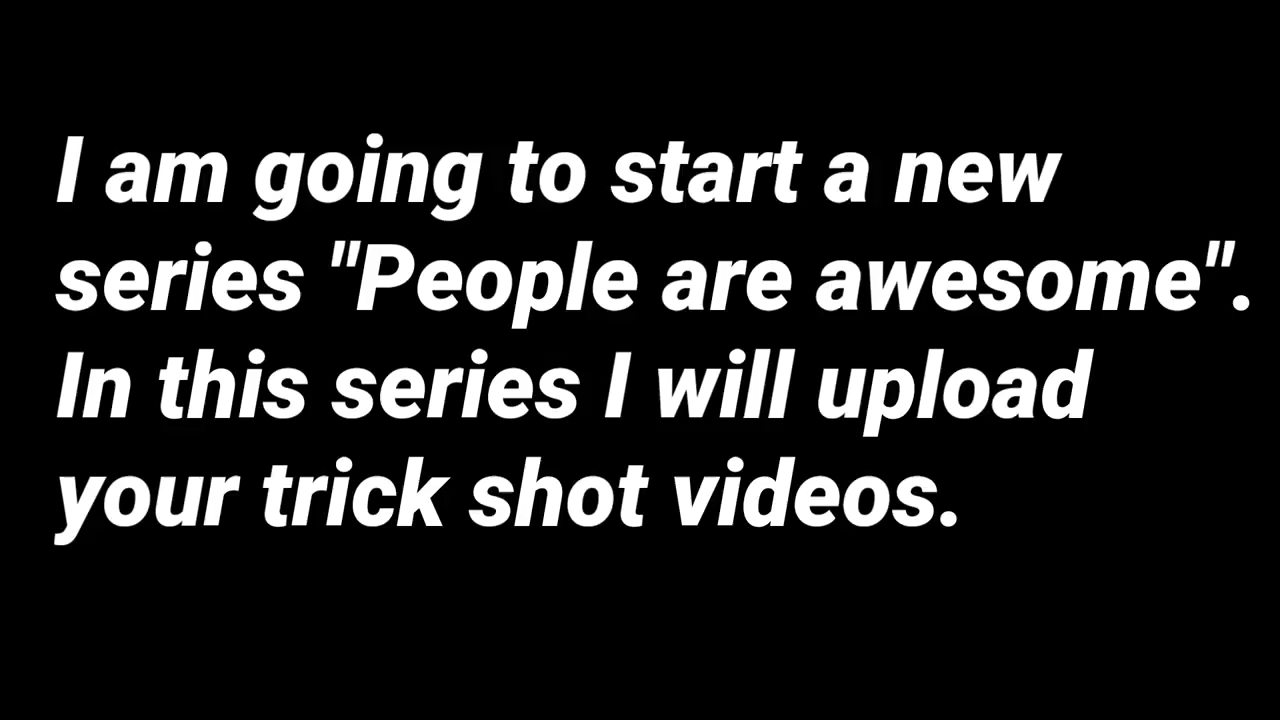 I am going to start a new
series "People are awesome".
In this series I will upload
your trick shot videos.